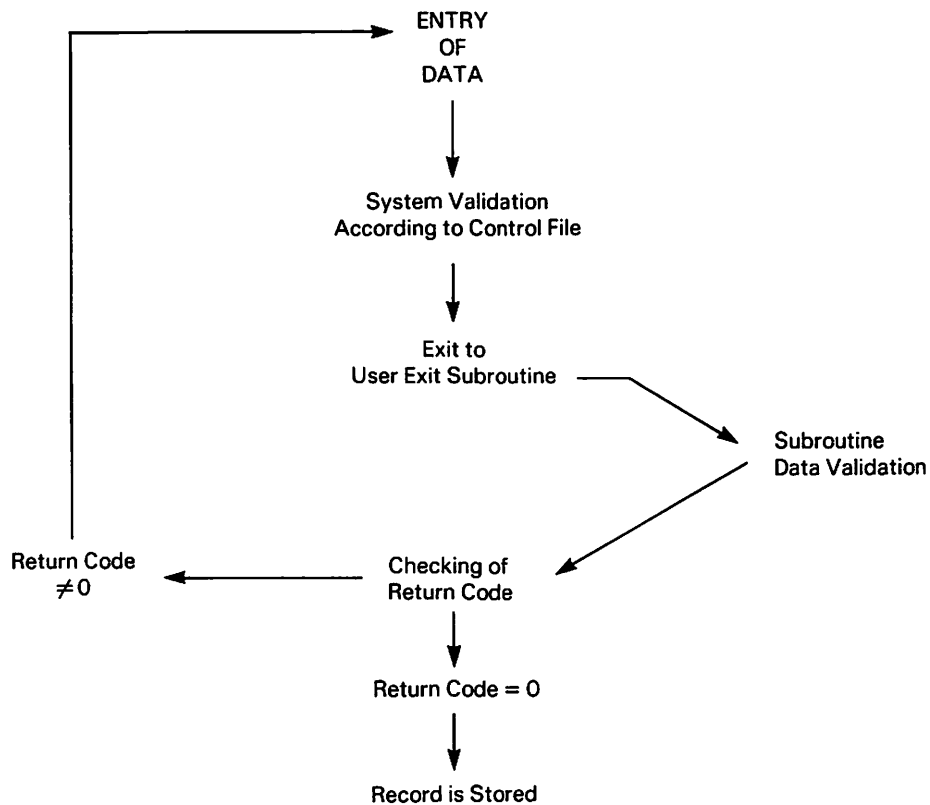 ENTRY
OF
DATA
System Validation
According to Control File
Exit to
User Exit Subroutine
Subroutine
Data Validation
Checking of
Return Code
Return Code
≠0
Return Code = 0
Record is Stored